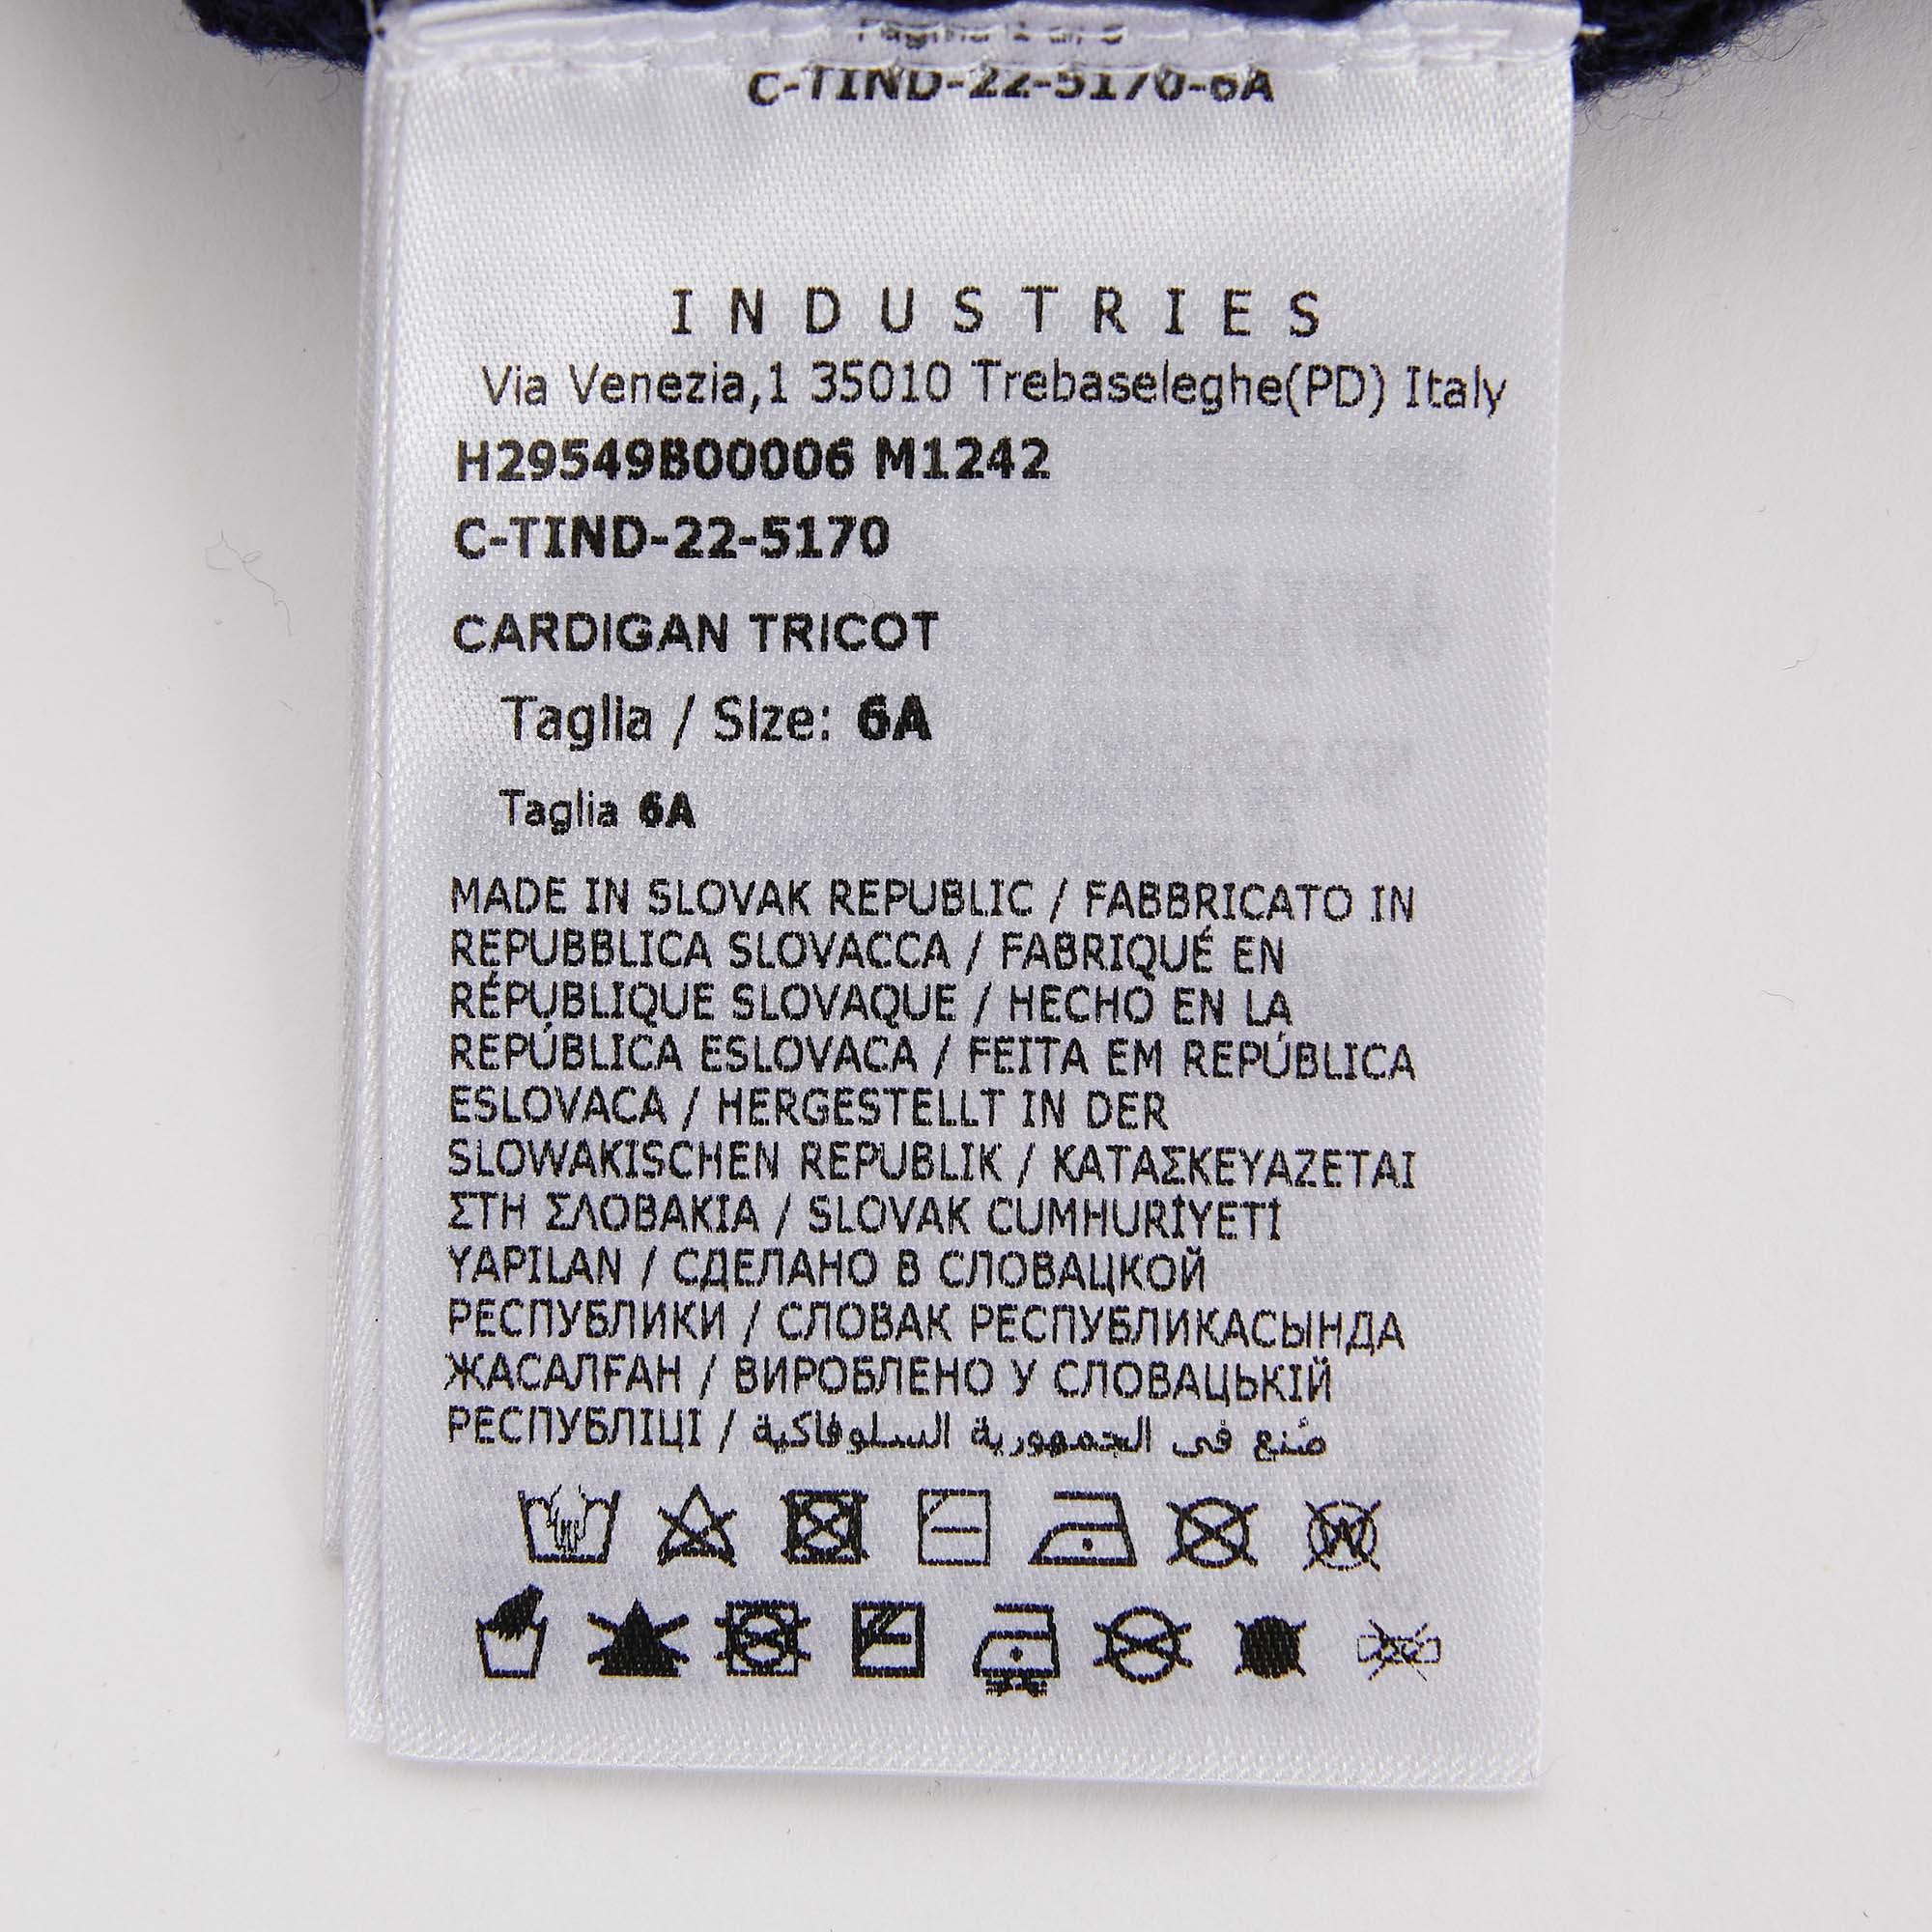 C-TIND-22-5170-6A
INDUSTRIES
Via Venezia,1 35010 Trebaseleghe(PD) Italy
H29549B00006 M1242
C-TIND-22-5170
CARDIGAN TRICOT
Taglia / Size: 6A
Taglia 6A
MADE IN SLOVAK REPUBLIC / FABBRICATO IN
REPUBBLICA SLOVACCA / FABRIQUÉ EN
RÉPUBLIQUE SLOVAQUE / HECHO EN LA
REPÚBLICA ESLOVACA / FEITA EM REPÚBLICA
ESLOVACA / HERGESTELLT IN DER
SLOWAKISCHEN REPUBLIK / ΚΑΤΑΣΚΕΥΑΖΕΤΑΙ
ΣΤΗ ΣΛΟΒΑΚΙΑ / SLOVAK CUMHURİYETİ
YAPILAN / СДЕЛАНО В СЛОВАЦКОЙ
РЕСПУБЛИКИ / СЛОВАК РЕСПУБЛИКАСЫНДА
ЖАСАЛҒАН / ВИРОБЛЕНО У СЛОВАЦЬКІЙ
РЕСПУБЛІЦІ / صُنع في الجمهورية السلوفاكية
W